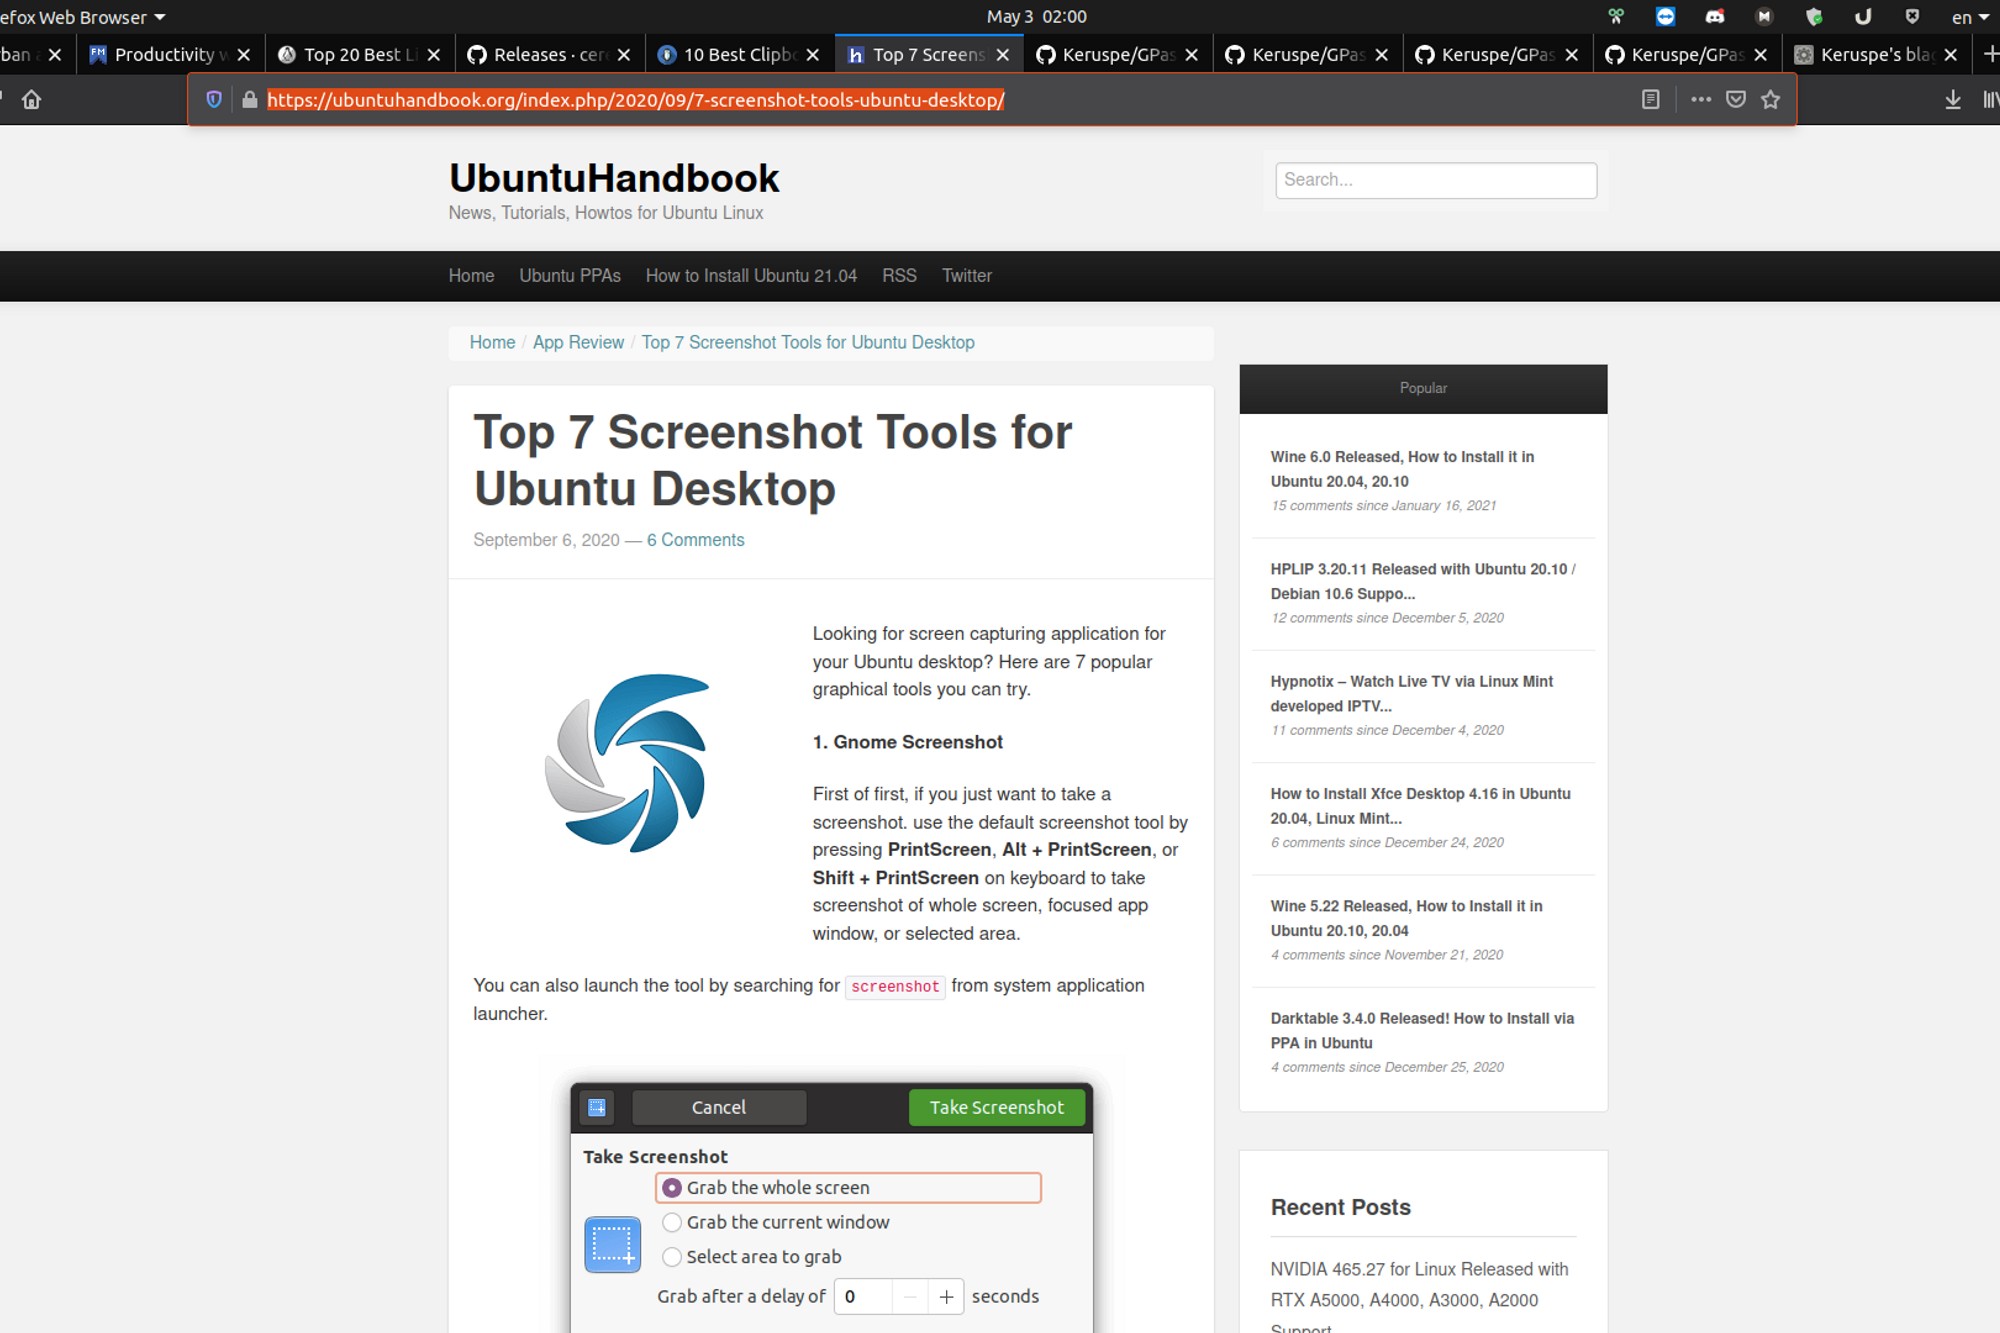 efox Web Browser
May 3 02:00
en
ban
Productivity
Top 20 Best Li
Releases · cere
10 Best Clipb
Top 7 Screens
Keruspe/GPas
Keruspe/GPas
Keruspe/GPas
Keruspe/GPas
Keruspe's blag
https://ubuntuhandbook.org/index.php/2020/09/7-screenshot-tools-ubuntu-desktop/
UbuntuHandbook
Search...
News, Tutorials, Howtos for Ubuntu Linux
Home Ubuntu PPAs How to Install Ubuntu 21.04 RSS Twitter
Home / App Review / Top 7 Screenshot Tools for Ubuntu Desktop
Top 7 Screenshot Tools for
Ubuntu Desktop
September 6, 2020 — 6 Comments
Looking for screen capturing application for
your Ubuntu desktop? Here are 7 popular
graphical tools you can try.
1. Gnome Screenshot
First of first, if you just want to take a
screenshot. use the default screenshot tool by
pressing PrintScreen, Alt + PrintScreen, or
Shift + PrintScreen on keyboard to take
screenshot of whole screen, focused app
window, or selected area.
You can also launch the tool by searching for screenshot from system application
launcher.
Cancel
Take Screenshot
Take Screenshot
Grab the whole screen
Grab the current window
Select area to grab
Grab after a delay of 0 − + seconds
Popular
Wine 6.0 Released, How to Install it in
Ubuntu 20.04, 20.10
15 comments since January 16, 2021
HPLIP 3.20.11 Released with Ubuntu 20.10 /
Debian 10.6 Suppo...
12 comments since December 5, 2020
Hypnotix – Watch Live TV via Linux Mint
developed IPTV...
11 comments since December 4, 2020
How to Install Xfce Desktop 4.16 in Ubuntu
20.04, Linux Mint...
6 comments since December 24, 2020
Wine 5.22 Released, How to Install it in
Ubuntu 20.10, 20.04
4 comments since November 21, 2020
Darktable 3.4.0 Released! How to Install via
PPA in Ubuntu
4 comments since December 25, 2020
Recent Posts
NVIDIA 465.27 for Linux Released with
RTX A5000, A4000, A3000, A2000
Support